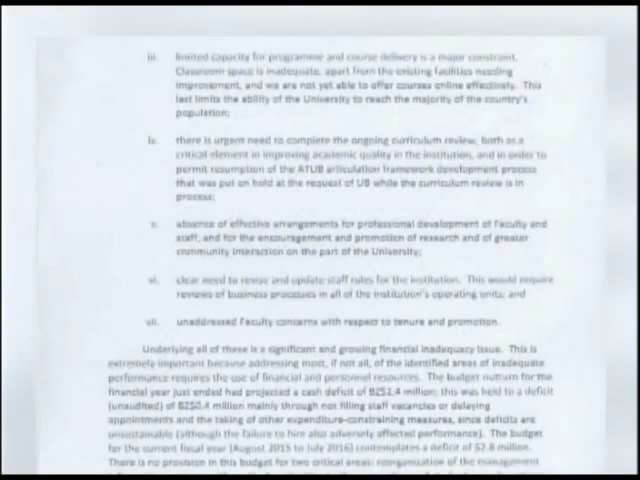 iii. limited capacity for programme and course delivery is a major constraint.
Classroom space is inadequate, apart from the existing facilities needing
improvement, and we are not yet able to offer courses online effectively. This
last limits the ability of the University to reach the majority of the country's
population;
iv. there is urgent need to complete the ongoing curriculum review, both as a
critical element in improving academic quality in the institution, and in order to
permit resumption of the ATLIB articulation framework development process
that was put on hold at the request of UB while the curriculum review is in
process;
v. absence of effective arrangements for professional development of Faculty and
staff, and for the encouragement and promotion of research and of greater
community interaction on the part of the University;
vi. clear need to revise and update staff rules for the institution. This would require
reviews of business processes in all of the institution's operating units; and
vii. unaddressed Faculty concerns with respect to tenure and promotion.
Underlying all of these is a significant and growing financial inadequacy issue. This is
extremely important because addressing most, if not all, of the identified areas of inadequate
performance requires the use of financial and personnel resources. The budget outturn for the
financial year just ended had projected a cash deficit of BZ$2.4 million; this was held to a deficit
(unaudited) of BZ$0.4 million mainly through not filling staff vacancies or delaying
appointments and the taking of other expenditure-constraining measures, since deficits are
unsustainable (although the failure to hire also adversely affected performance). The budget
for the current fiscal year (August 2015 to July 2016) contemplates a deficit of $2.8 million.
There is no provision in this budget for two critical areas: reorganization of the management